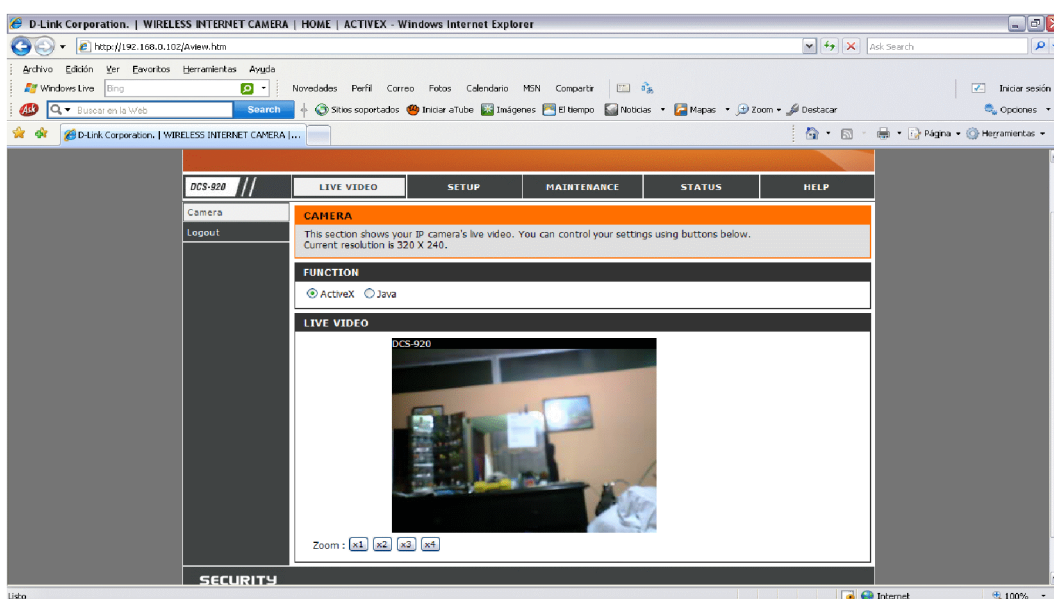 D-Link Corporation. | WIRELESS INTERNET CAMERA | HOME | ACTIVEX - Windows Internet Explorer
http://192.168.0.102/Aview.htm
Ask Search
Archivo Edición Ver Favoritos Herramientas Ayuda
Windows Live Bing Novedades Perfil Correo Fotos Calendario MSN Compartir Iniciar sesión
Buscar en la Web Search Sitios soportados Iniciar aTube Imágenes El tiempo Noticias Mapas Zoom Destacar Opciones
D-Link Corporation. | WIRELESS INTERNET CAMERA |... Página Herramientas
DCS-920 LIVE VIDEO SETUP MAINTENANCE STATUS HELP
Camera
Logout
CAMERA
This section shows your IP camera's live video. You can control your settings using buttons below.
Current resolution is 320 X 240.
FUNCTION
ActiveX Java
LIVE VIDEO
DCS-920
Zoom : x1 x2 x3 x4
SECURITY
Listo Internet 100%